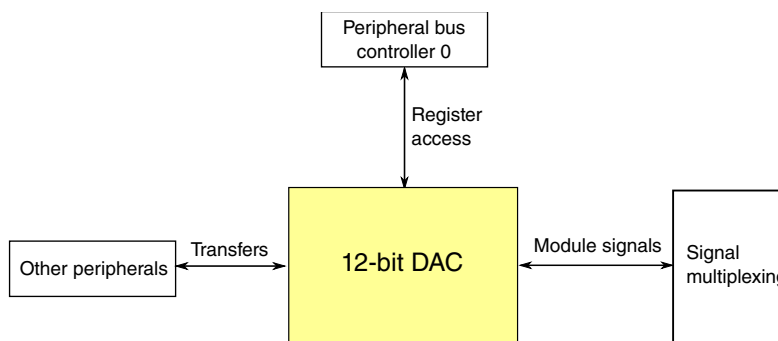 Peripheral bus
controller 0
Register
access
Other peripherals
Transfers
12-bit DAC
Module signals
Signal
multiplexing